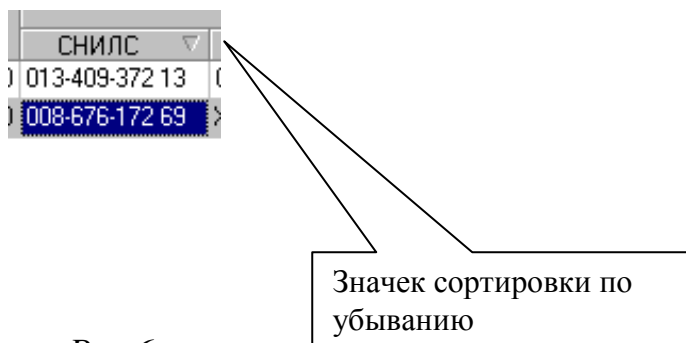 СНИЛС
013-409-372 13
008-676-172 69
Значек сортировки по
убыванию